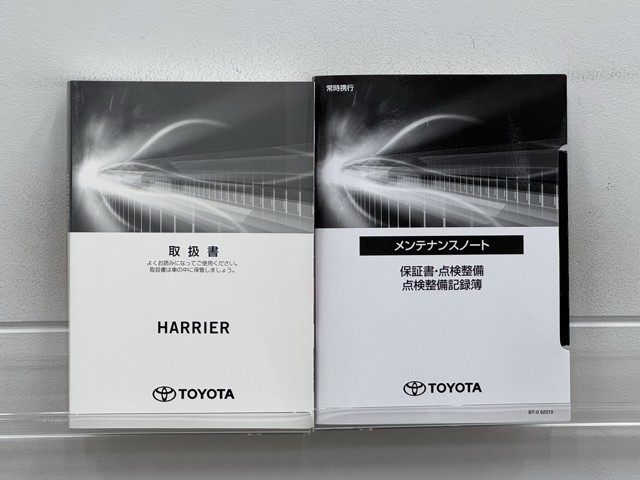 取扱書
よくお読みになってご使用ください。
取扱書は車の中に保管しましょう。
HARRIER
TOYOTA
常時携行
メンテナンスノート
保証書・点検整備
点検整備記録簿
TOYOTA